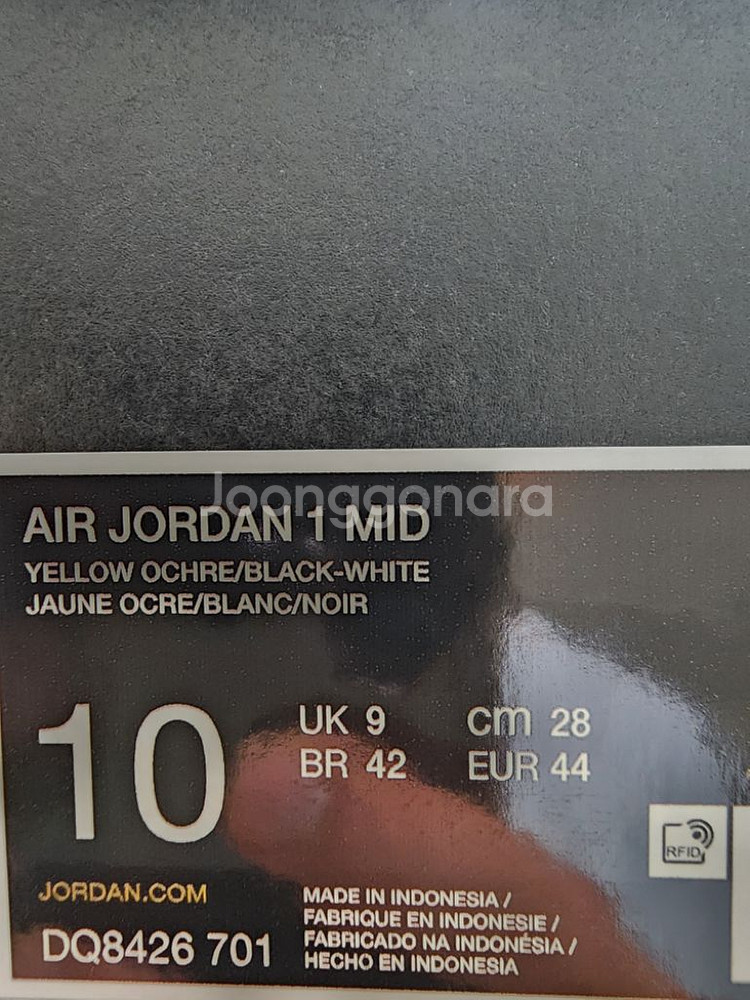 Joonggonara
AIR JORDAN 1 MID
YELLOW OCHRE/BLACK-WHITE
JAUNE OCRE/BLANC/NOIR
10
UK 9 cm 28
BR 42 EUR 44
RFID
JORDAN.COM
DQ8426 701
MADE IN INDONESIA /
FABRIQUE EN INDONESIE /
FABRICADO NA INDONÉSIA /
HECHO EN INDONESIA